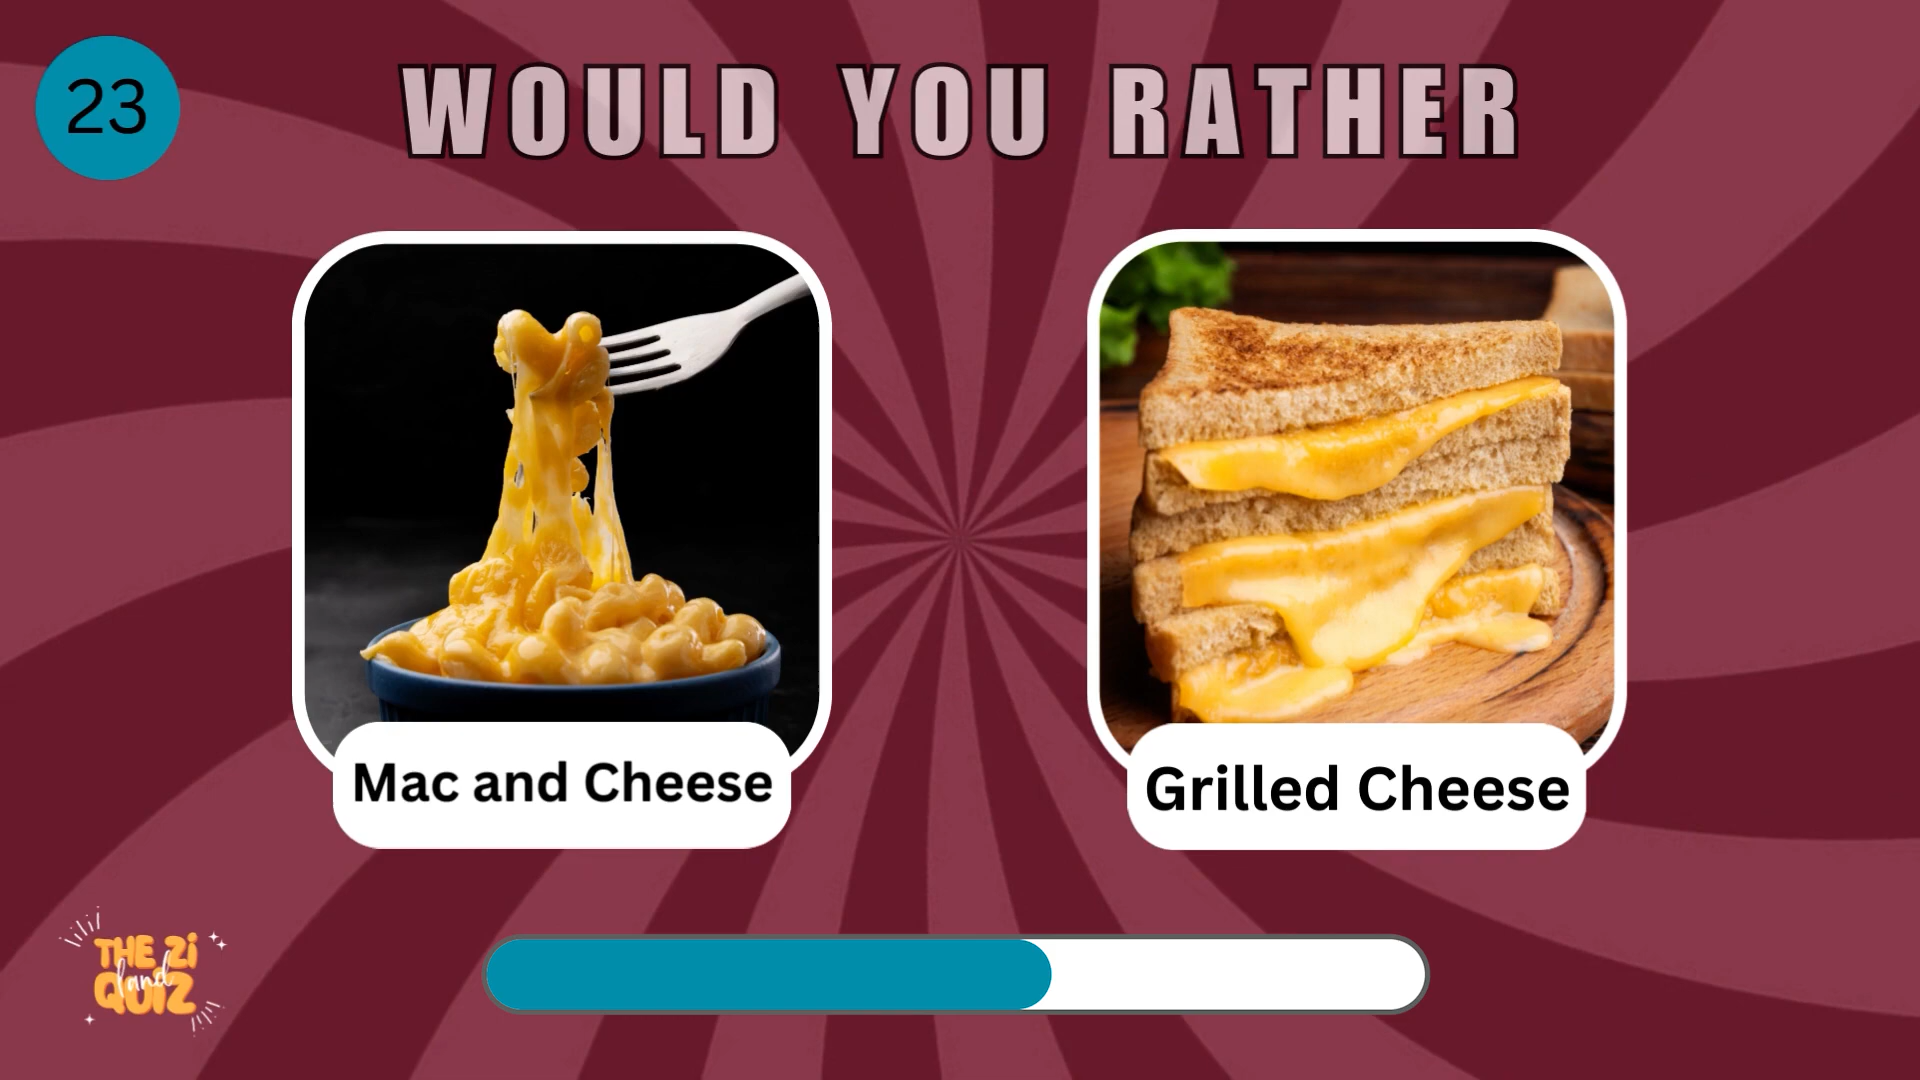 23
WOULD YOU RATHER
Mac and Cheese
Grilled Cheese
THE Zi
land
QUIZ